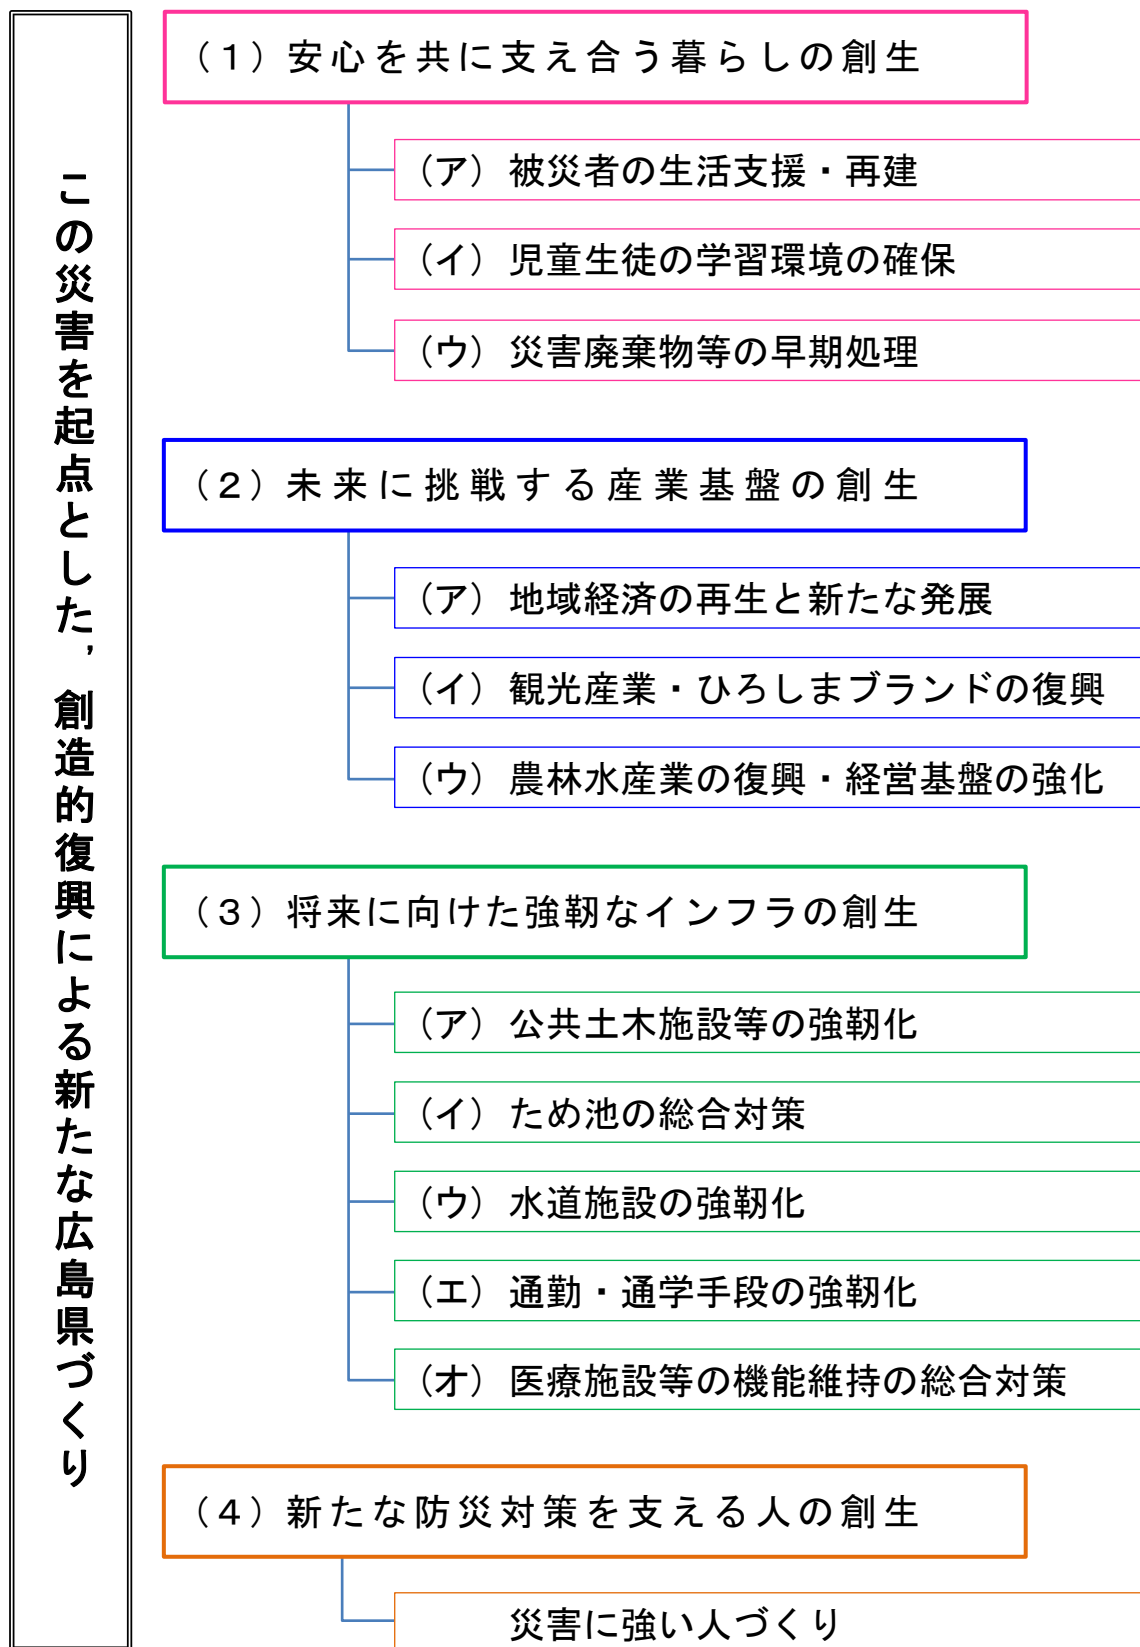 この災害を起点とした，創造的復興による新たな広島県づくり
（１）安心を共に支え合う暮らしの創生
（ア）被災者の生活支援・再建
（イ）児童生徒の学習環境の確保
（ウ）災害廃棄物等の早期処理
（２）未来に挑戦する産業基盤の創生
（ア）地域経済の再生と新たな発展
（イ）観光産業・ひろしまブランドの復興
（ウ）農林水産業の復興・経営基盤の強化
（３）将来に向けた強靭なインフラの創生
（ア）公共土木施設等の強靭化
（イ）ため池の総合対策
（ウ）水道施設の強靭化
（エ）通勤・通学手段の強靭化
（オ）医療施設等の機能維持の総合対策
（４）新たな防災対策を支える人の創生
災害に強い人づくり